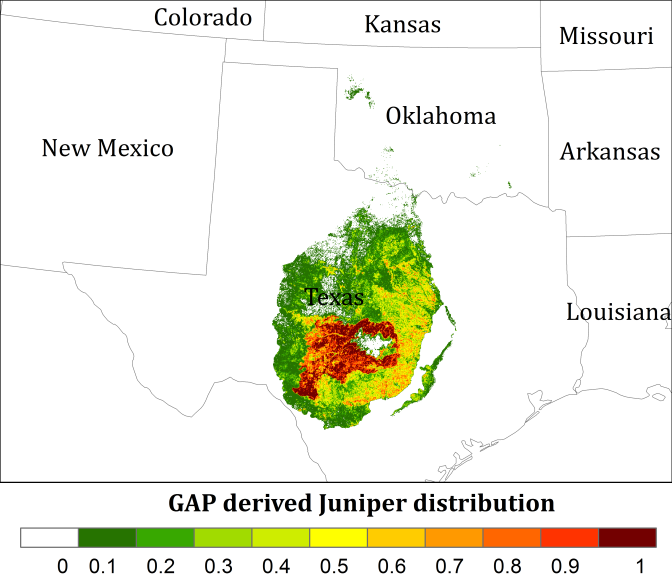 Colorado
Kansas
Missouri
Oklahoma
New Mexico
Arkansas
Texas
Louisiana
GAP derived Juniper distribution
0 0.1 0.2 0.3 0.4 0.5 0.6 0.7 0.8 0.9 1